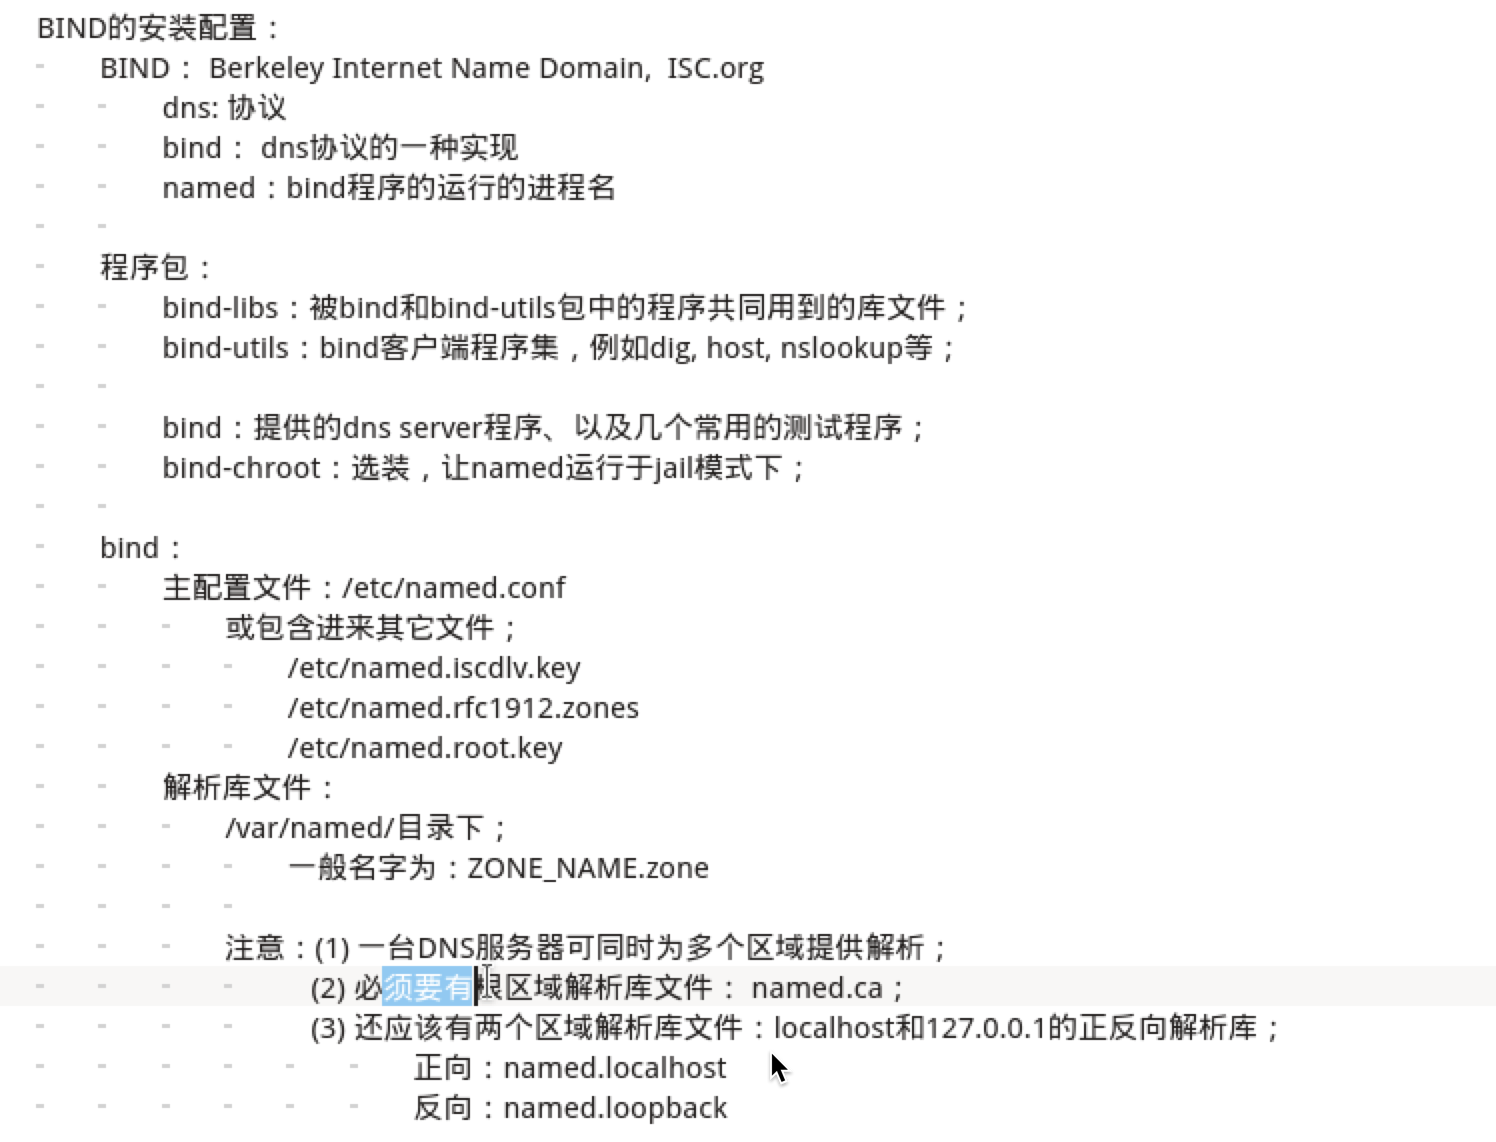 BIND的安装配置：
BIND： Berkeley Internet Name Domain,  ISC.org
dns: 协议
bind： dns协议的一种实现
named：bind程序的运行的进程名
程序包：
bind-libs：被bind和bind-utils包中的程序共同用到的库文件；
bind-utils：bind客户端程序集，例如dig, host, nslookup等；
bind：提供的dns server程序、以及几个常用的测试程序；
bind-chroot：选装，让named运行于jail模式下；
bind：
主配置文件：/etc/named.conf
或包含进来其它文件；
/etc/named.iscdlv.key
/etc/named.rfc1912.zones
/etc/named.root.key
解析库文件：
/var/named/目录下；
一般名字为：ZONE_NAME.zone
注意：(1) 一台DNS服务器可同时为多个区域提供解析；
(2) 必须要有根区域解析库文件： named.ca；
(3) 还应该有两个区域解析库文件：localhost和127.0.0.1的正反向解析库；
正向：named.localhost
反向：named.loopback